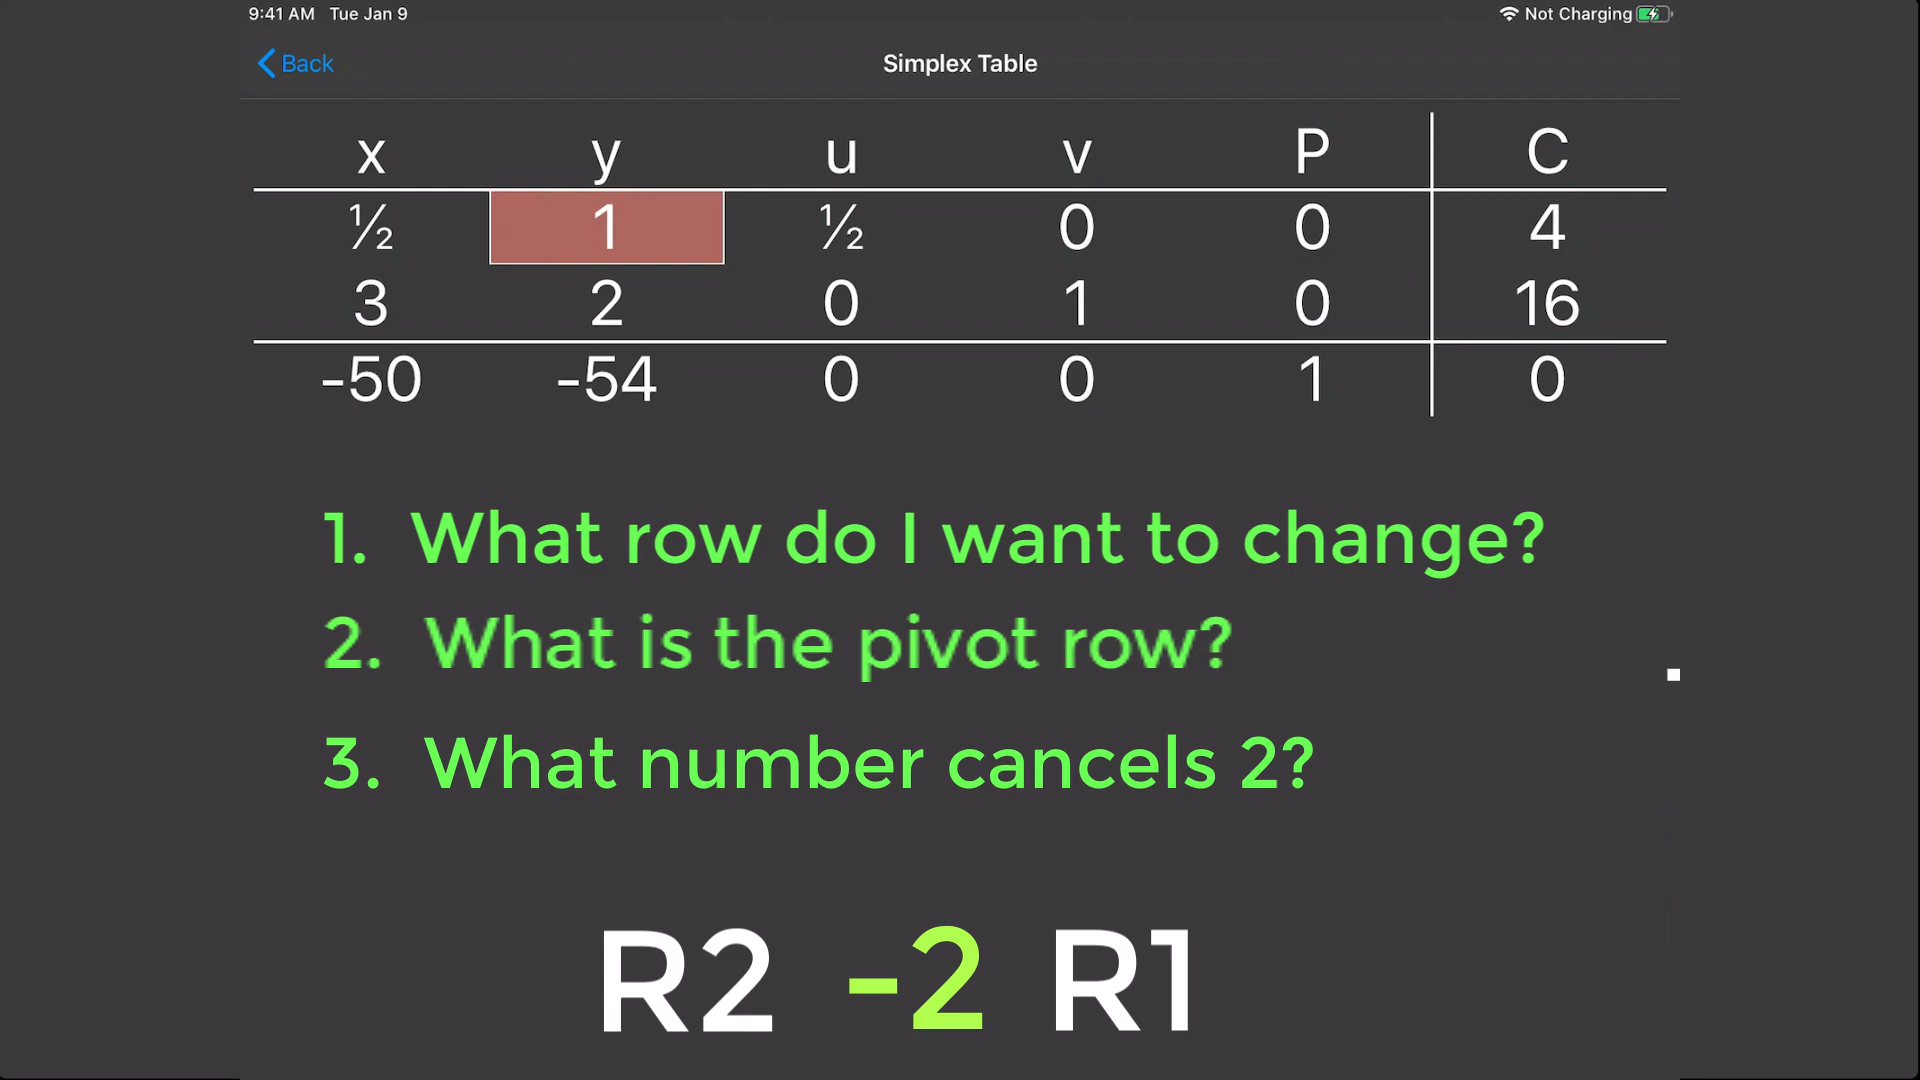 9:41 AM Tue Jan 9 Not Charging
Back Simplex Table
x y u v P C
½ 1 ½ 0 0 4
3 2 0 1 0 16
-50 -54 0 0 1 0
1. What row do I want to change?
2. What is the pivot row?
3. What number cancels 2?
R2 -2 R1